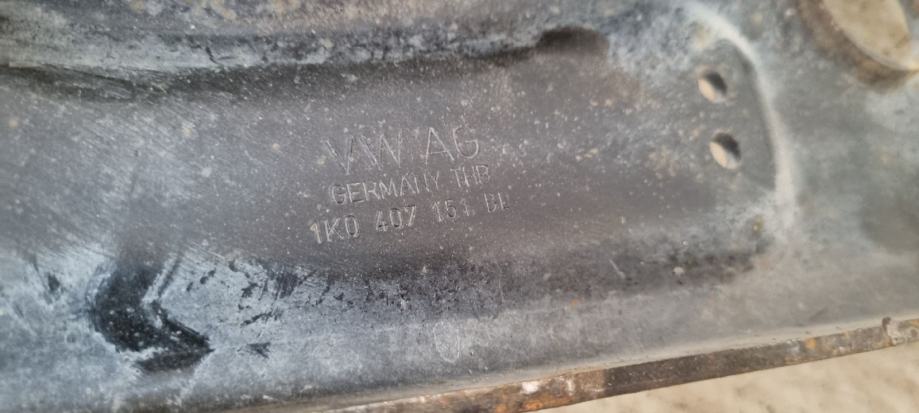 VW AG
GERMANY THB
1K0 407 151 BL